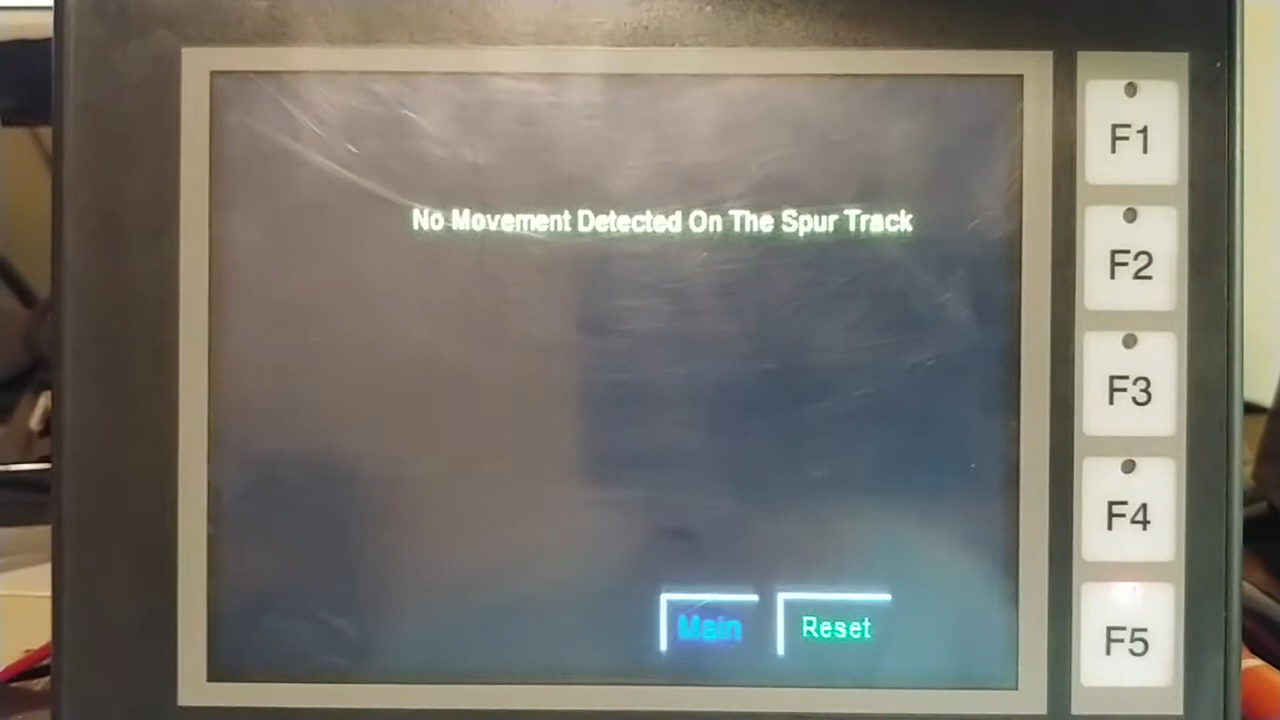 No Movement Detected On The Spur Track
Main
Reset
F1
F2
F3
F4
F5